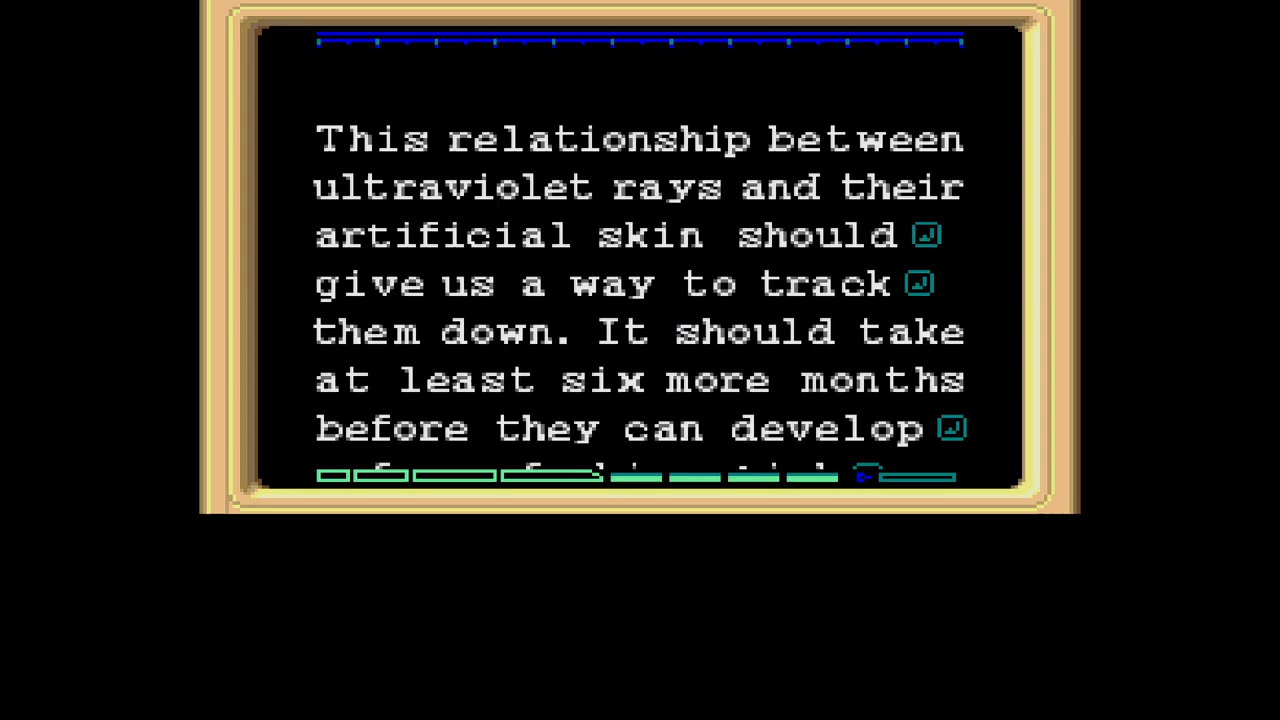 This relationship between
ultraviolet rays and their
artificial skin should
give us a way to track
them down. It should take
at least six more months
before they can develop